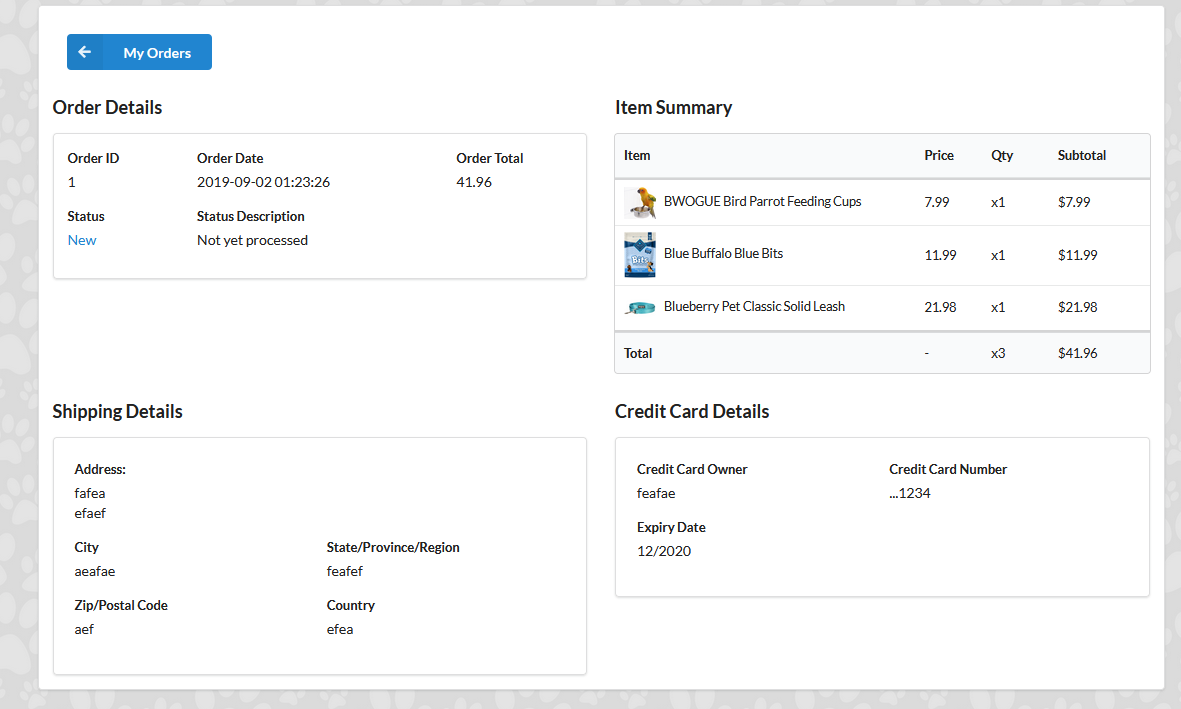 My Orders
Order Details
Order ID Order Date Order Total
1 2019-09-02 01:23:26 41.96
Status Status Description
New Not yet processed
Item Summary
Item Price Qty Subtotal
BWOGUE Bird Parrot Feeding Cups 7.99 x1 $7.99
Bits
Blue Buffalo Blue Bits 11.99 x1 $11.99
Blueberry Pet Classic Solid Leash 21.98 x1 $21.98
Total - x3 $41.96
Shipping Details
Address:
fafea
efaef
City State/Province/Region
aeafae feafef
Zip/Postal Code Country
aef efea
Credit Card Details
Credit Card Owner Credit Card Number
feafae ...1234
Expiry Date
12/2020